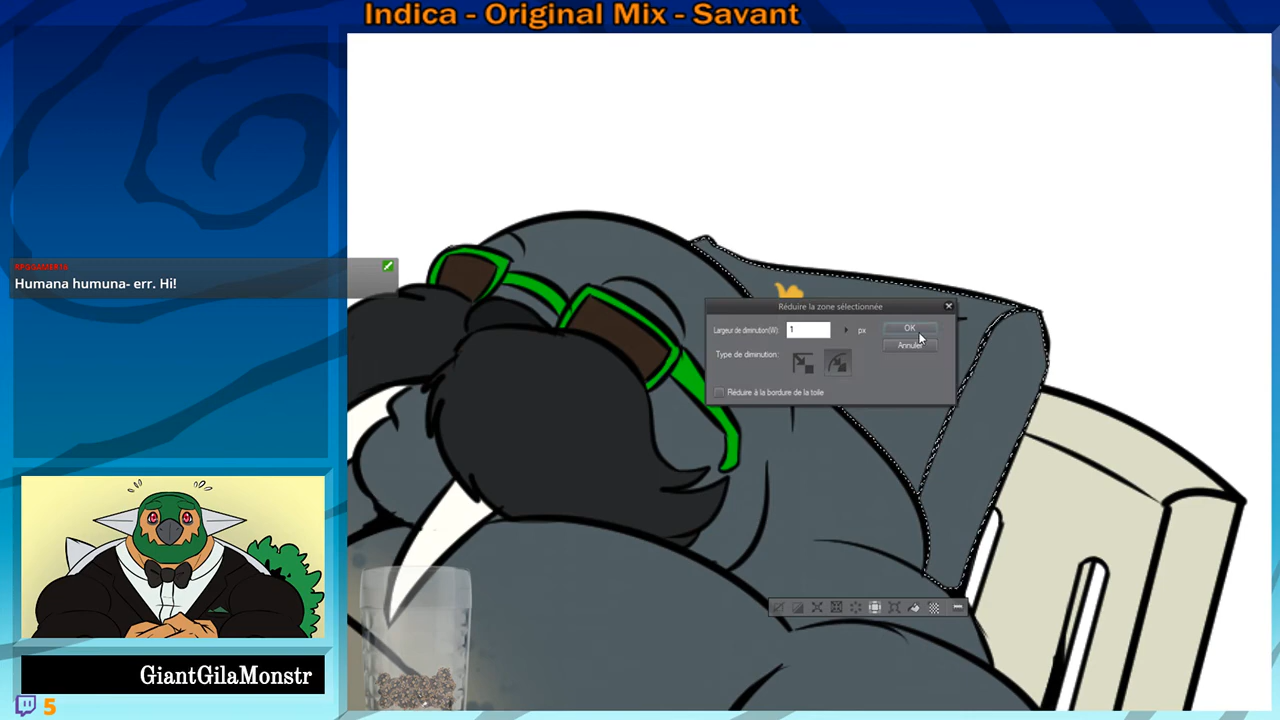 Indica - Original Mix - Savant
RPGGAMER16
Humana humuna- err. Hi!
Réduire la zone sélectionnée
Largeur de diminution(W):
1
px
OK
Annuler
Type de diminution:
Réduire à la bordure de la toile
GiantGilaMonstr
5